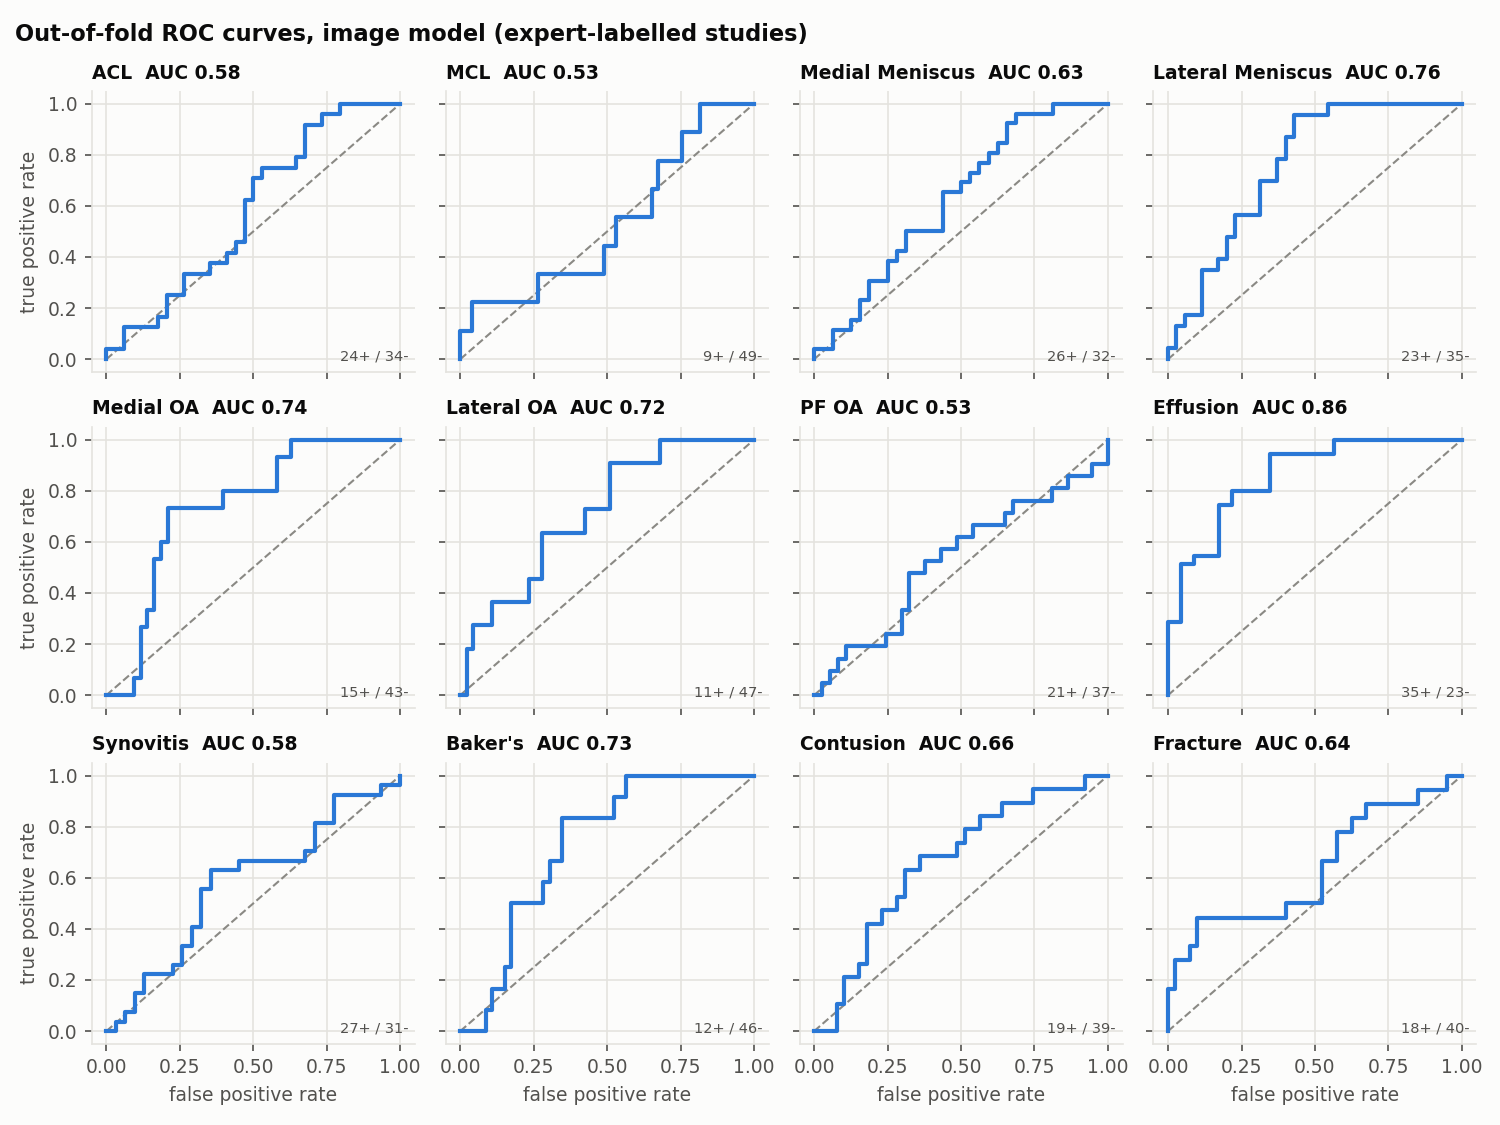 Out-of-fold ROC curves, image model (expert-labelled studies)
ACL AUC 0.58
MCL AUC 0.53
Medial Meniscus AUC 0.63
Lateral Meniscus AUC 0.76
true positive rate
1.0
0.8
0.6
0.4
0.2
0.0
24+ / 34-
9+ / 49-
26+ / 32-
23+ / 35-
Medial OA AUC 0.74
Lateral OA AUC 0.72
PF OA AUC 0.53
Effusion AUC 0.86
true positive rate
1.0
0.8
0.6
0.4
0.2
0.0
15+ / 43-
11+ / 47-
21+ / 37-
35+ / 23-
Synovitis AUC 0.58
Baker's AUC 0.73
Contusion AUC 0.66
Fracture AUC 0.64
true positive rate
1.0
0.8
0.6
0.4
0.2
0.0
27+ / 31-
12+ / 46-
19+ / 39-
18+ / 40-
0.00 0.25 0.50 0.75 1.00
0.00 0.25 0.50 0.75 1.00
0.00 0.25 0.50 0.75 1.00
0.00 0.25 0.50 0.75 1.00
false positive rate
false positive rate
false positive rate
false positive rate